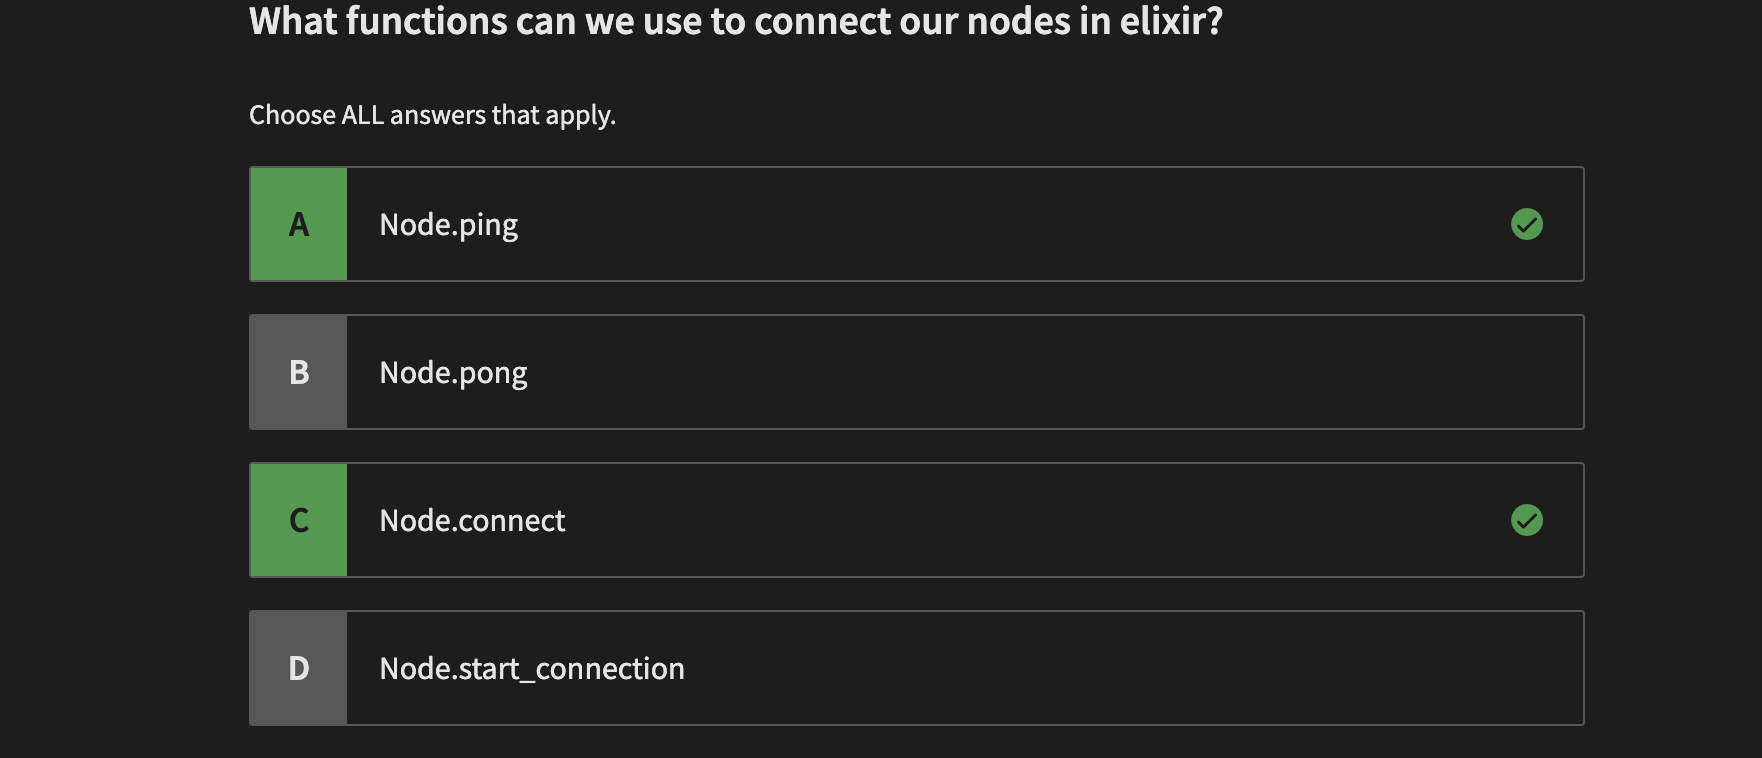 What functions can we use to connect our nodes in elixir?
Choose ALL answers that apply.
A Node.ping
B Node.pong
C Node.connect
D Node.start_connection